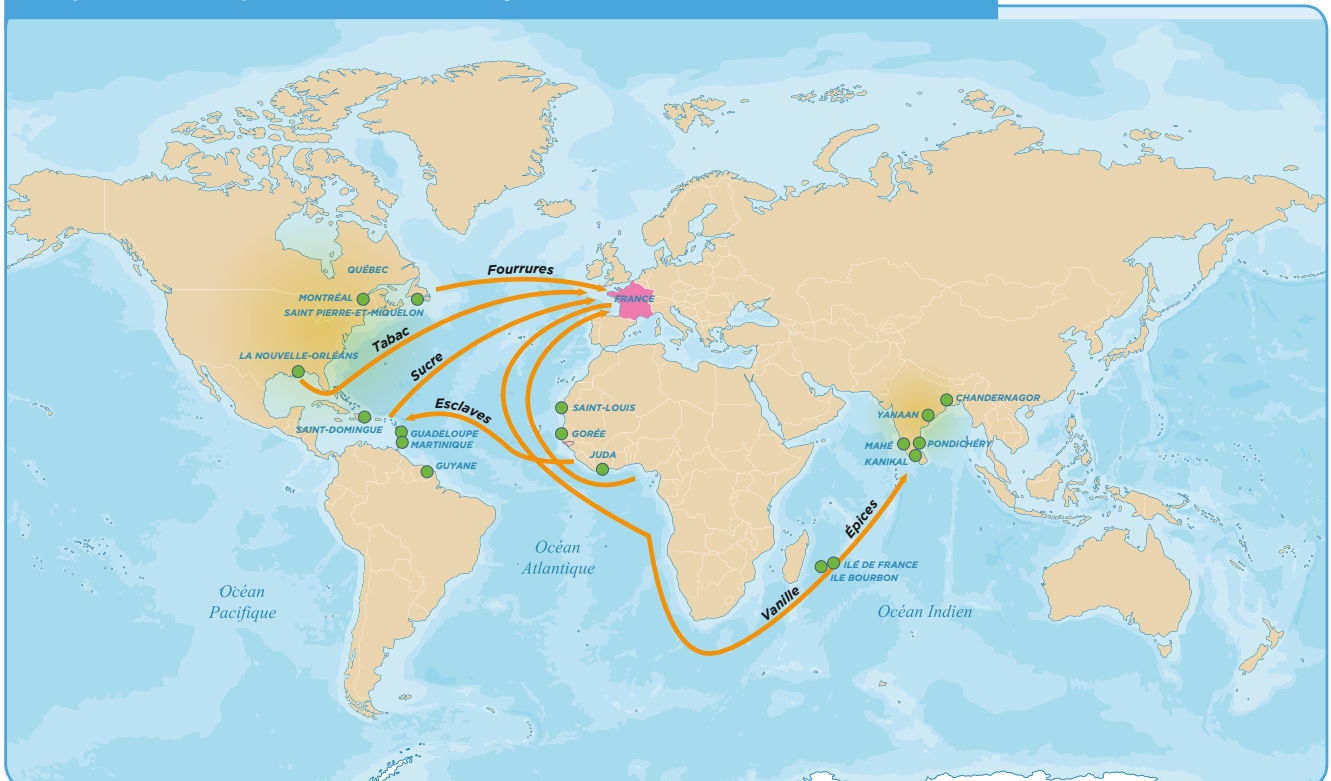 Fourrures
QUÉBEC
MONTRÉAL
FRANCE
SAINT PIERRE-ET-MIQUELON
Tabac
LA NOUVELLE-ORLÉANS
Sucre
Esclaves
SAINT-LOUIS
CHANDERNAGOR
YANAAN
SAINT-DOMINGUE
GUADELOUPE
GORÉE
MARTINIQUE
MAHÉ
PONDICHÉRY
JUDA
KANIKAL
GUYANE
Épices
Océan
Atlantique
ILÉ DE FRANCE
ILE BOURBON
Vanille
Océan
Pacifique
Océan Indien